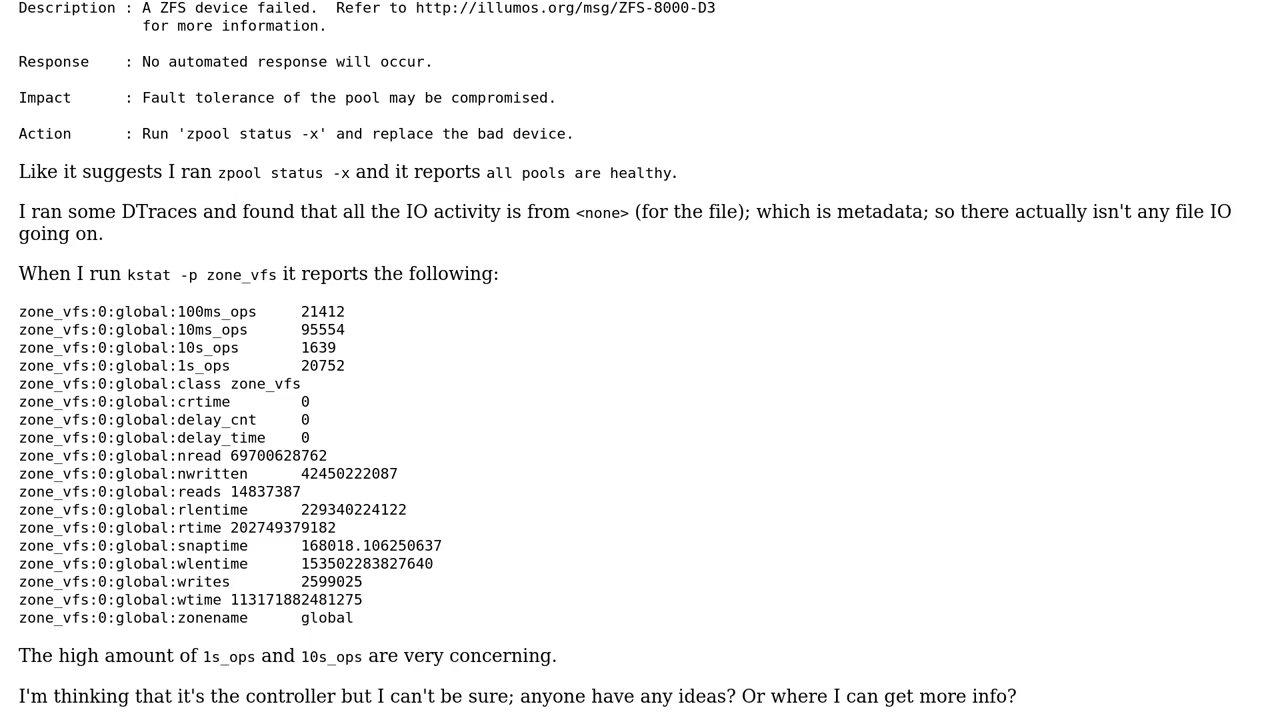 Description : A ZFS device failed.  Refer to http://illumos.org/msg/ZFS-8000-D3
              for more information.
Response    : No automated response will occur.
Impact      : Fault tolerance of the pool may be compromised.
Action      : Run 'zpool status -x' and replace the bad device.
Like it suggests I ran zpool status -x and it reports all pools are healthy.
I ran some DTraces and found that all the IO activity is from <none> (for the file); which is metadata; so there actually isn't any file IO
going on.
When I run kstat -p zone_vfs it reports the following:
zone_vfs:0:global:100ms_ops     21412
zone_vfs:0:global:10ms_ops      95554
zone_vfs:0:global:10s_ops       1639
zone_vfs:0:global:1s_ops        20752
zone_vfs:0:global:class zone_vfs
zone_vfs:0:global:crtime        0
zone_vfs:0:global:delay_cnt     0
zone_vfs:0:global:delay_time    0
zone_vfs:0:global:nread 69700628762
zone_vfs:0:global:nwritten      42450222087
zone_vfs:0:global:reads 14837387
zone_vfs:0:global:rlentime      229340224122
zone_vfs:0:global:rtime 202749379182
zone_vfs:0:global:snaptime      168018.106250637
zone_vfs:0:global:wlentime      153502283827640
zone_vfs:0:global:writes        2599025
zone_vfs:0:global:wtime 113171882481275
zone_vfs:0:global:zonename      global
The high amount of 1s_ops and 10s_ops are very concerning.
I'm thinking that it's the controller but I can't be sure; anyone have any ideas? Or where I can get more info?